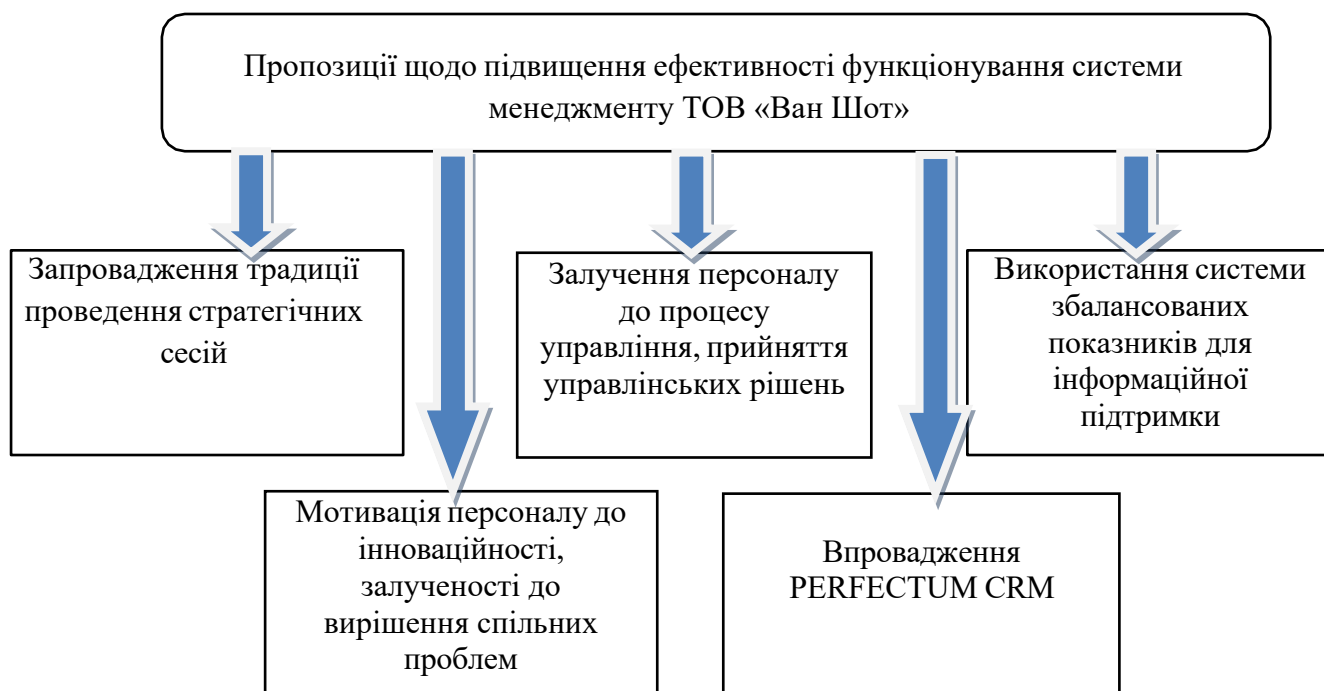 Пропозиції щодо підвищення ефективності функціонування системи
менеджменту ТОВ «Ван Шот»
Запровадження традиції
проведення стратегічних
сесій
Залучення персоналу
до процесу
управління, прийняття
управлінських рішень
Використання системи
збалансованих
показників для
інформаційної
підтримки
Мотивація персоналу до
інноваційності,
залученості до
вирішення спільних
проблем
Впровадження
PERFECTUM CRM